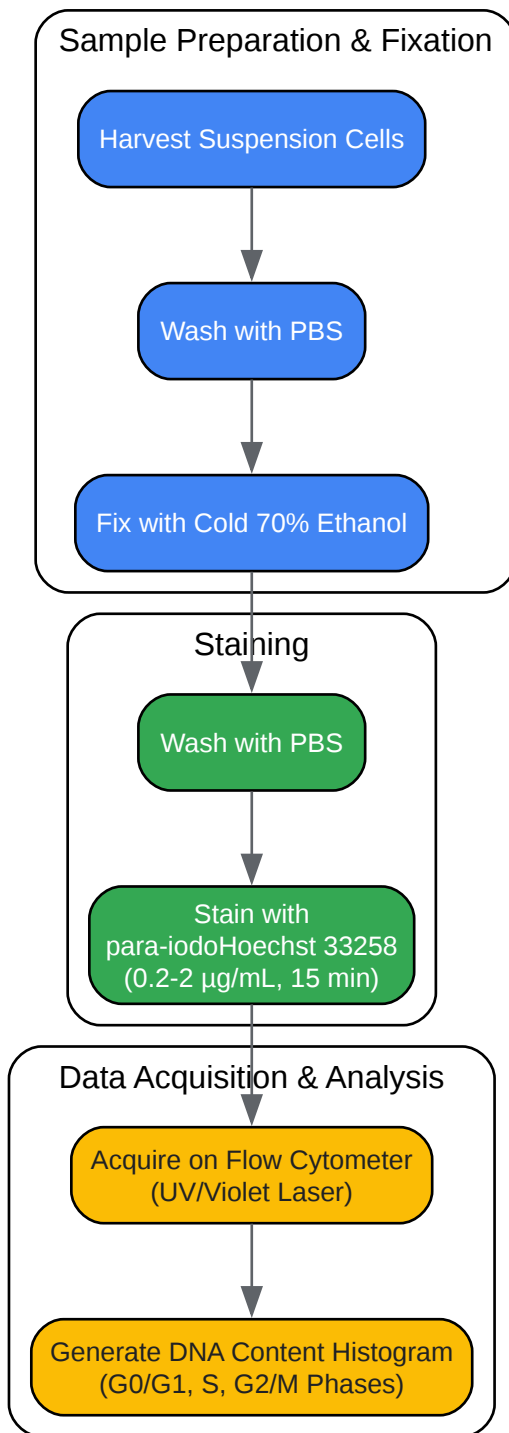 Sample Preparation & Fixation
Harvest Suspension Cells
Wash with PBS
Fix with Cold 70% Ethanol
Staining
Wash with PBS
Stain with
para-iodoHoechst 33258
(0.2-2 µg/mL, 15 min)
Data Acquisition & Analysis
Acquire on Flow Cytometer
(UV/Violet Laser)
Generate DNA Content Histogram
(G0/G1, S, G2/M Phases)